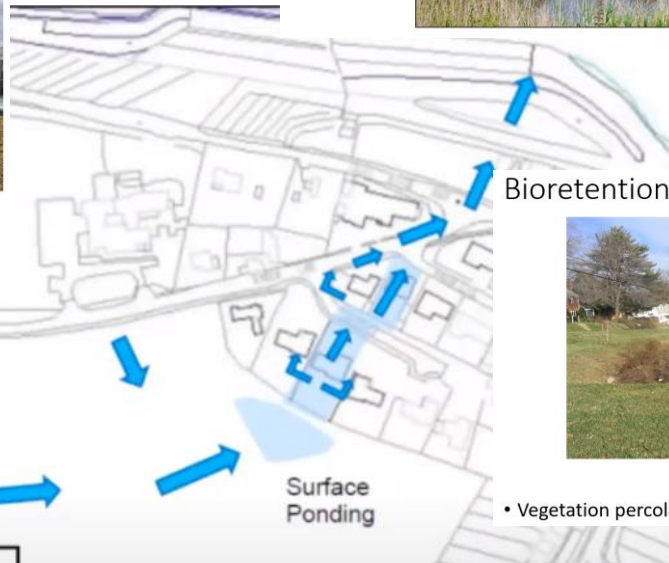 Surface
Ponding
Bioretention
• Vegetation percol